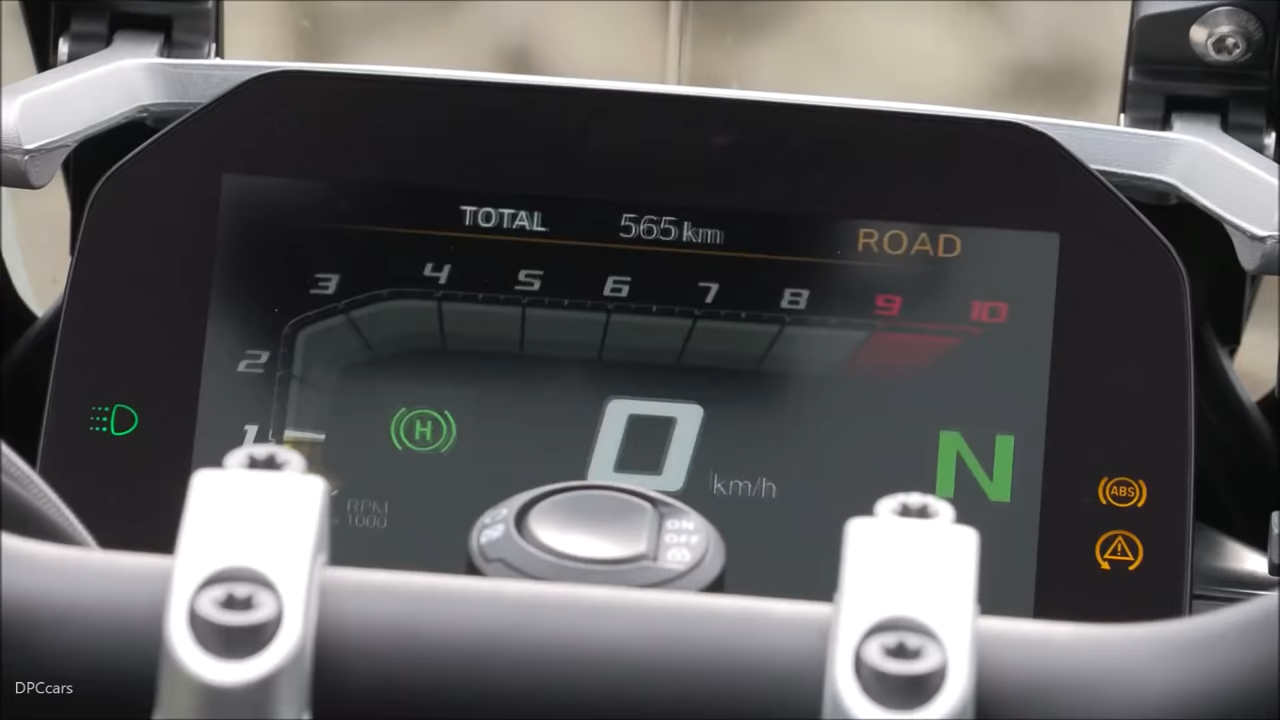 TOTAL 565 km ROAD
3 4 5 6 7 8 9 10
2
1
H
0
km/h
N
RPM
1000
ABS
ON
OFF
DPCcars